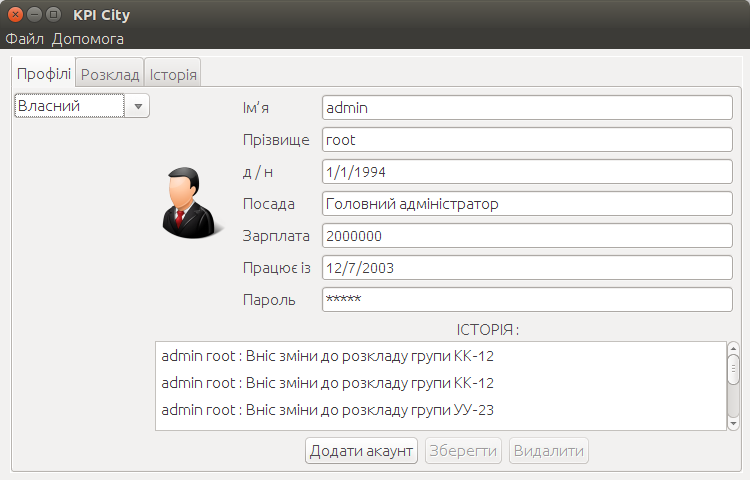 KPI City
Файл Допомога
Профілі Розклад Історія
Власний
Ім’я admin
Прізвище root
д / н 1/1/1994
Посада Головний адміністратор
Зарплата 2000000
Працює із 12/7/2003
Пароль *****
ІСТОРІЯ :
admin root : Вніс зміни до розкладу групи КК-12
admin root : Вніс зміни до розкладу групи КК-12
admin root : Вніс зміни до розкладу групи УУ-23
Додати акаунт Зберегти Видалити